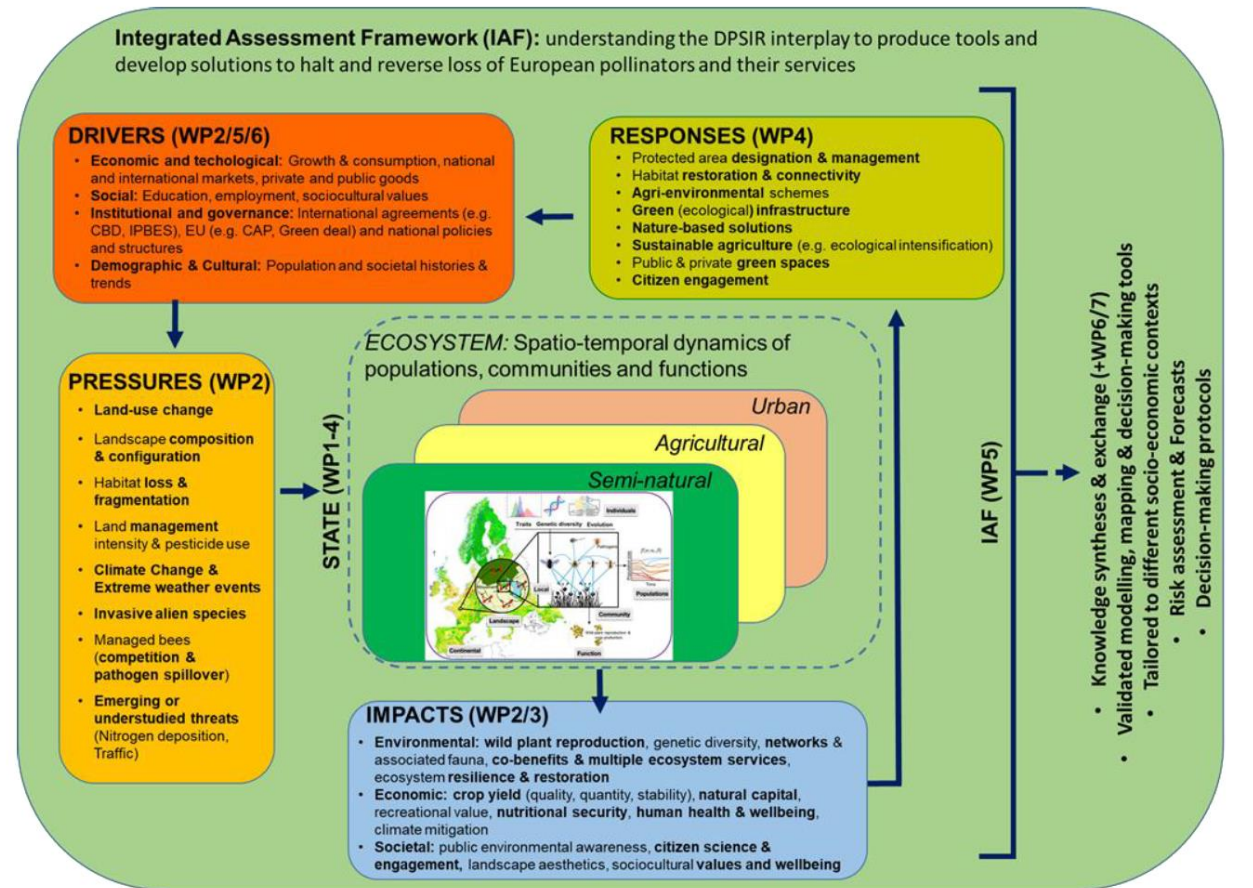 Integrated Assessment Framework (IAF): understanding the DPSIR interplay to produce tools and
develop solutions to halt and reverse loss of European pollinators and their services
DRIVERS (WP2/5/6)
• Economic and techological: Growth & consumption, national
and international markets, private and public goods
• Social: Education, employment, sociocultural values
• Institutional and governance: International agreements (e.g.
CBD, IPBES), EU (e.g. CAP, Green deal) and national policies
and structures
• Demographic & Cultural: Population and societal histories &
trends
RESPONSES (WP4)
• Protected area designation & management
• Habitat restoration & connectivity
• Agri-environmental schemes
• Green (ecological) infrastructure
• Nature-based solutions
• Sustainable agriculture (e.g. ecological intensification)
• Public & private green spaces
• Citizen engagement
PRESSURES (WP2)
• Land-use change
• Landscape composition
& configuration
• Habitat loss &
fragmentation
• Land management
intensity & pesticide use
• Climate Change &
Extreme weather events
• Invasive alien species
• Managed bees
(competition &
pathogen spillover)
• Emerging or
understudied threats
(Nitrogen deposition,
Traffic)
STATE (WP1-4)
ECOSYSTEM: Spatio-temporal dynamics of
populations, communities and functions
Urban
Agricultural
Semi-natural
Individuals
Traits Genetic diversity Evolution
Pathogens
Local
Populations
Time
Community
Landscape
Continental
Function
IMPACTS (WP2/3)
• Environmental: wild plant reproduction, genetic diversity, networks &
associated fauna, co-benefits & multiple ecosystem services,
ecosystem resilience & restoration
• Economic: crop yield (quality, quantity, stability), natural capital,
recreational value, nutritional security, human health & wellbeing,
climate mitigation
• Societal: public environmental awareness, citizen science &
engagement, landscape aesthetics, sociocultural values and wellbeing
IAF (WP5)
• Knowledge syntheses & exchange (+WP6/7)
• Validated modelling, mapping & decision-making tools
• Tailored to different socio-economic contexts
• Risk assessment & Forecasts
• Decision-making protocols